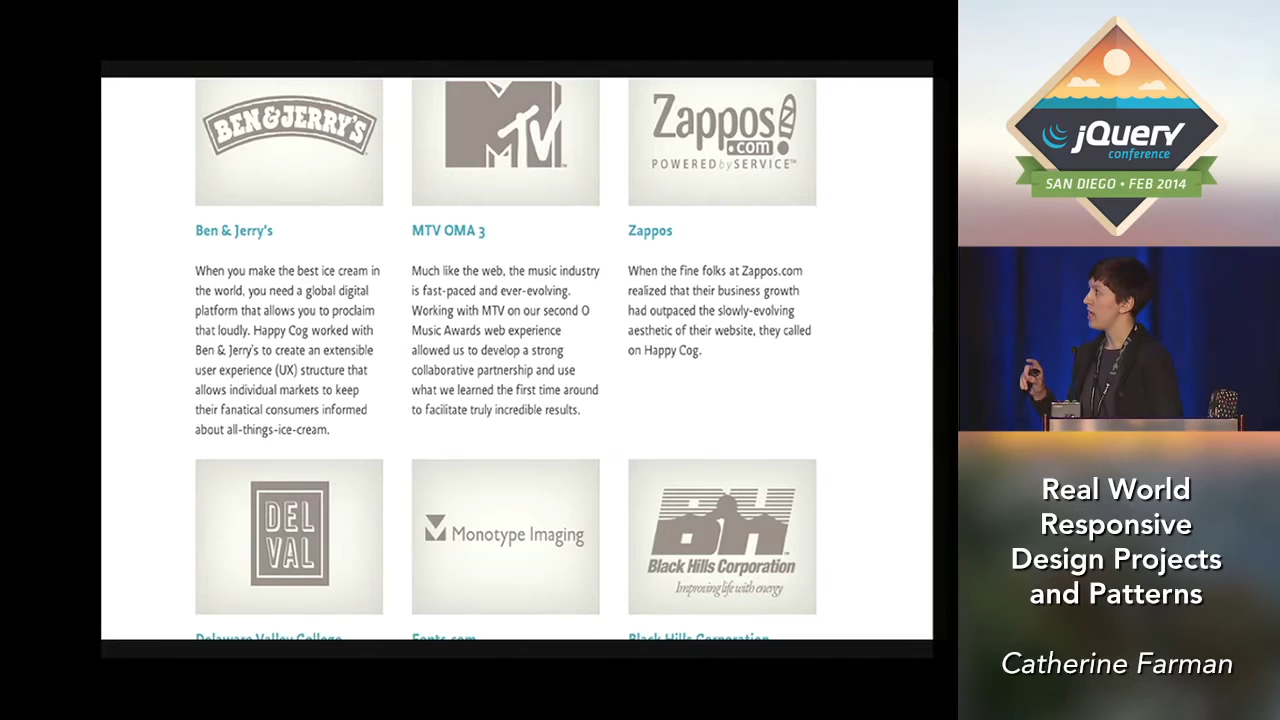 BEN & JERRY'S
MTV
Zappos
.com
POWERED by SERVICE™
Ben & Jerry's
MTV OMA 3
Zappos
When you make the best ice cream in
the world, you need a global digital
platform that allows you to proclaim
that loudly. Happy Cog worked with
Ben & Jerry's to create an extensible
user experience (UX) structure that
allows individual markets to keep
their fanatical consumers informed
about all-things-ice-cream.
Much like the web, the music industry
is fast-paced and ever-evolving.
Working with MTV on our second O
Music Awards web experience
allowed us to develop a strong
collaborative partnership and use
what we learned the first time around
to facilitate truly incredible results.
When the fine folks at Zappos.com
realized that their business growth
had outpaced the slowly-evolving
aesthetic of their website, they called
on Happy Cog.
DEL
VAL
Monotype Imaging
BH
Black Hills Corporation
Improving life with energy
Delaware Valley College
Fonts.com
Black Hills Corporation
jQuery
conference
SAN DIEGO • FEB 2014
Real World
Responsive
Design Projects
and Patterns
Catherine Farman